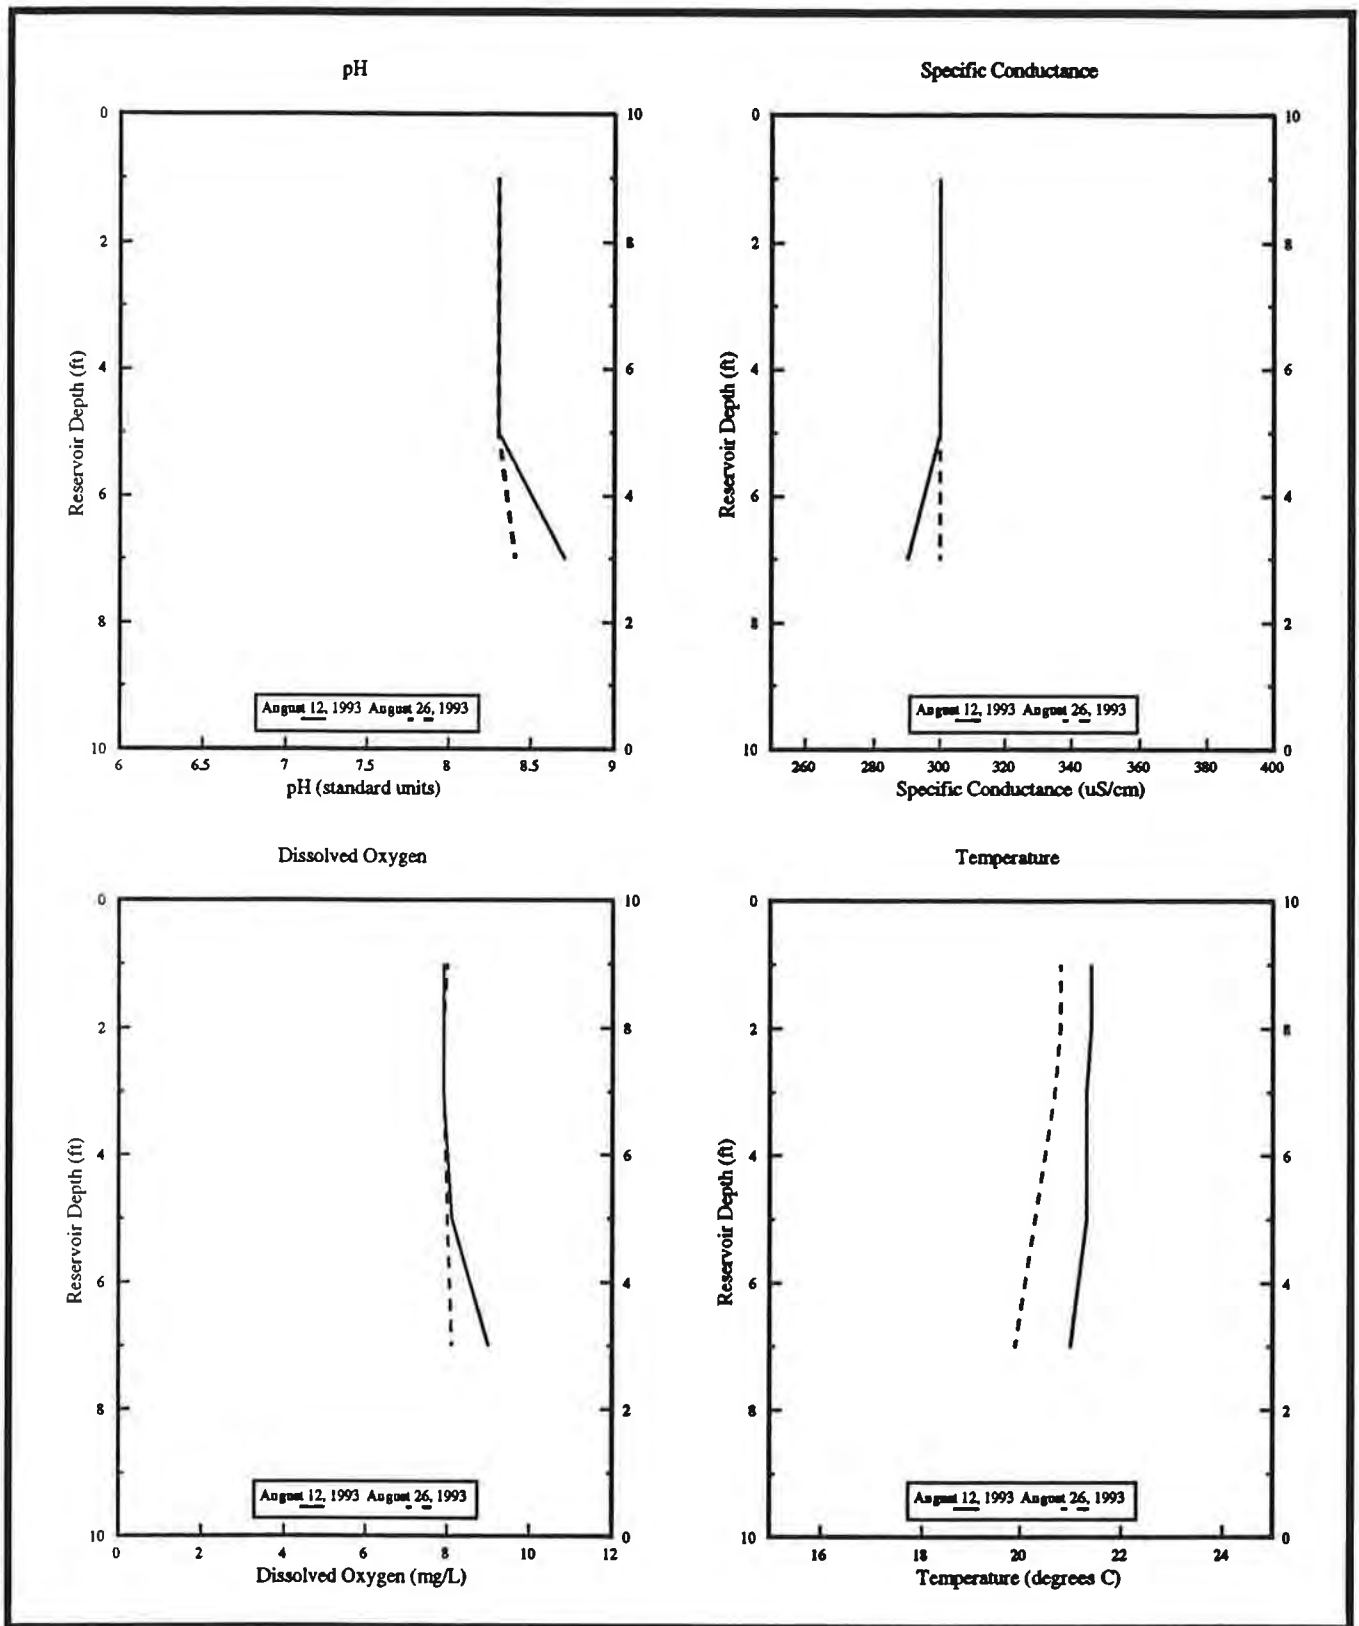 pH
0
2
4
6
8
10
Reservoir Depth (ft)
10
8
6
4
2
0
August 12, 1993 August 26, 1993
6 6.5 7 7.5 8 8.5 9
pH (standard units)
Specific Conductance
0
2
4
6
8
10
Reservoir Depth (ft)
10
8
6
4
2
0
August 12, 1993 August 26, 1993
260 280 300 320 340 360 380 400
Specific Conductance (uS/cm)
Dissolved Oxygen
0
2
4
6
8
10
Reservoir Depth (ft)
10
8
6
4
2
0
August 12, 1993 August 26, 1993
0 2 4 6 8 10 12
Dissolved Oxygen (mg/L)
Temperature
0
2
4
6
8
10
Reservoir Depth (ft)
10
8
6
4
2
0
August 12, 1993 August 26, 1993
16 18 20 22 24
Temperature (degrees C)